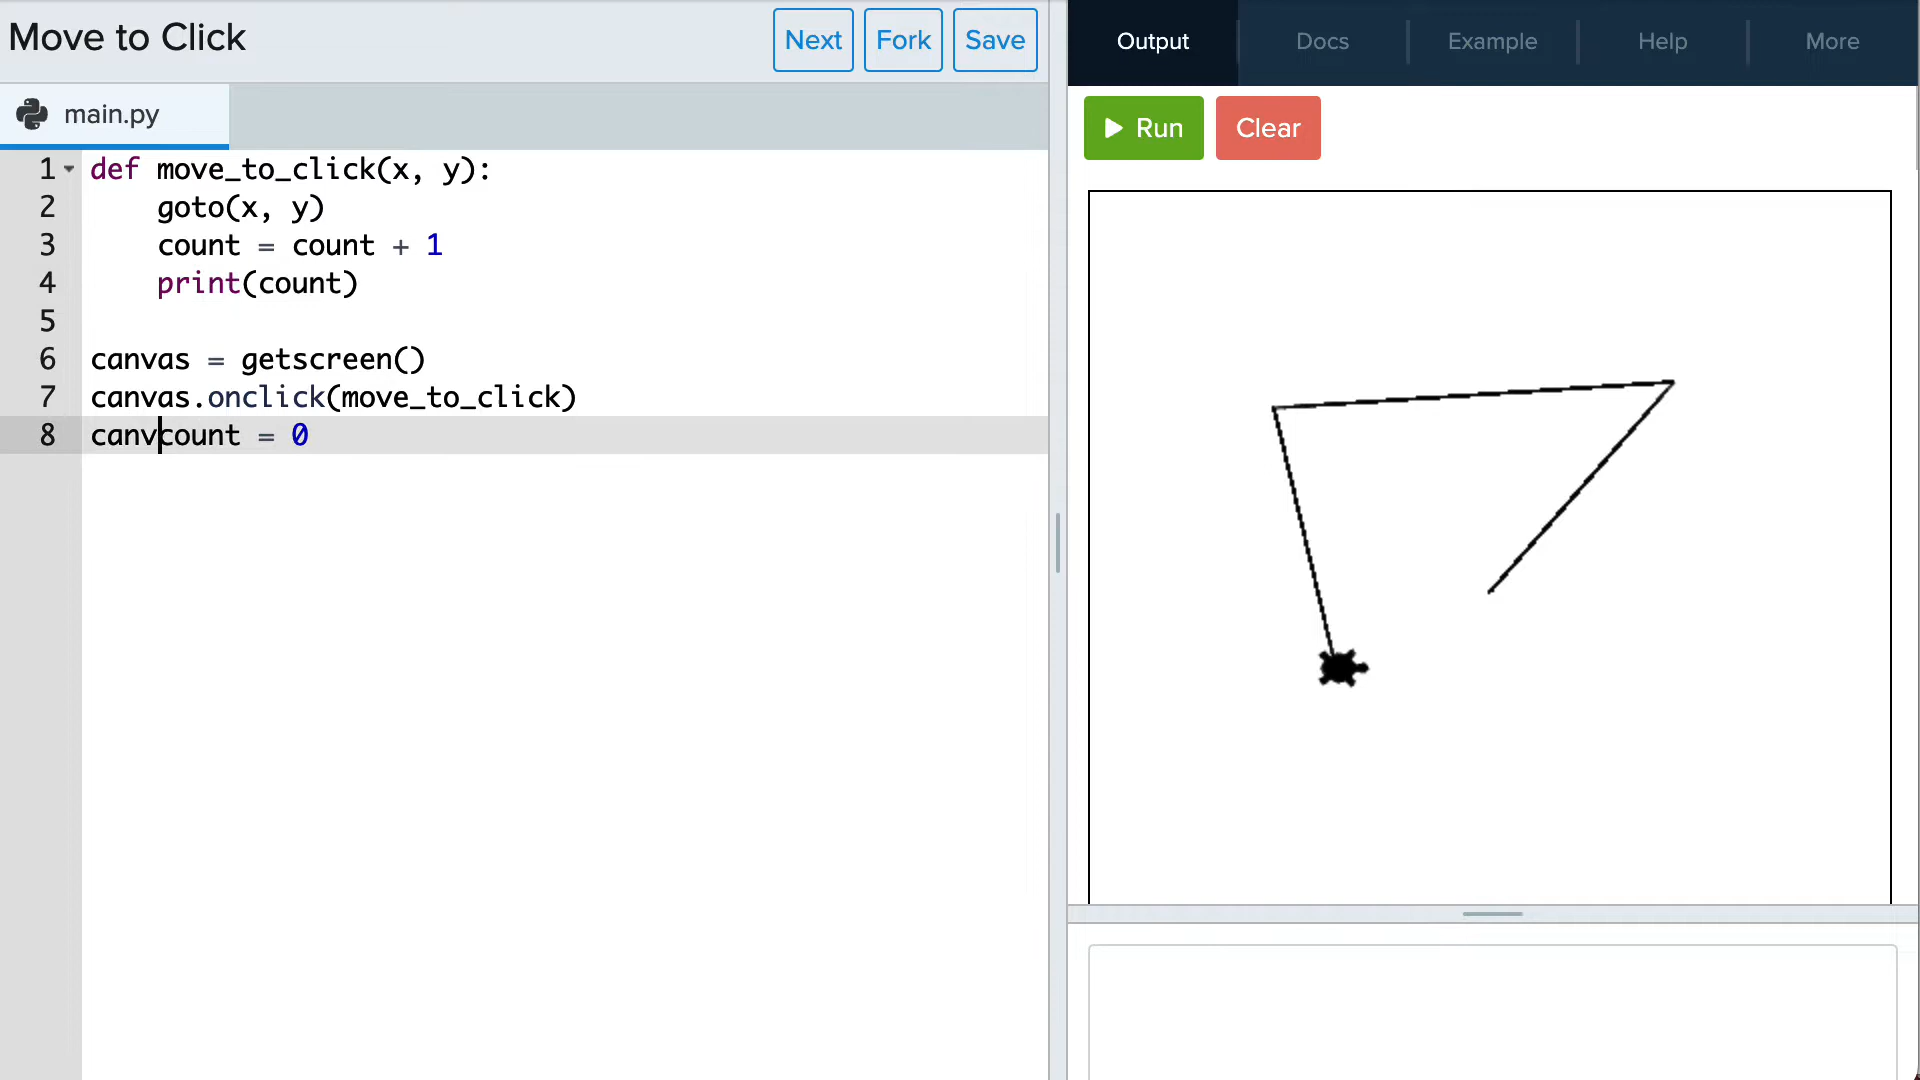 Move to Click
Next
Fork
Save
Output
Docs
Example
Help
More
main.py
Run
Clear
1 def move_to_click(x, y):
2 goto(x, y)
3 count = count + 1
4 print(count)
5
6 canvas = getscreen()
7 canvas.onclick(move_to_click)
8 canvcount = 0